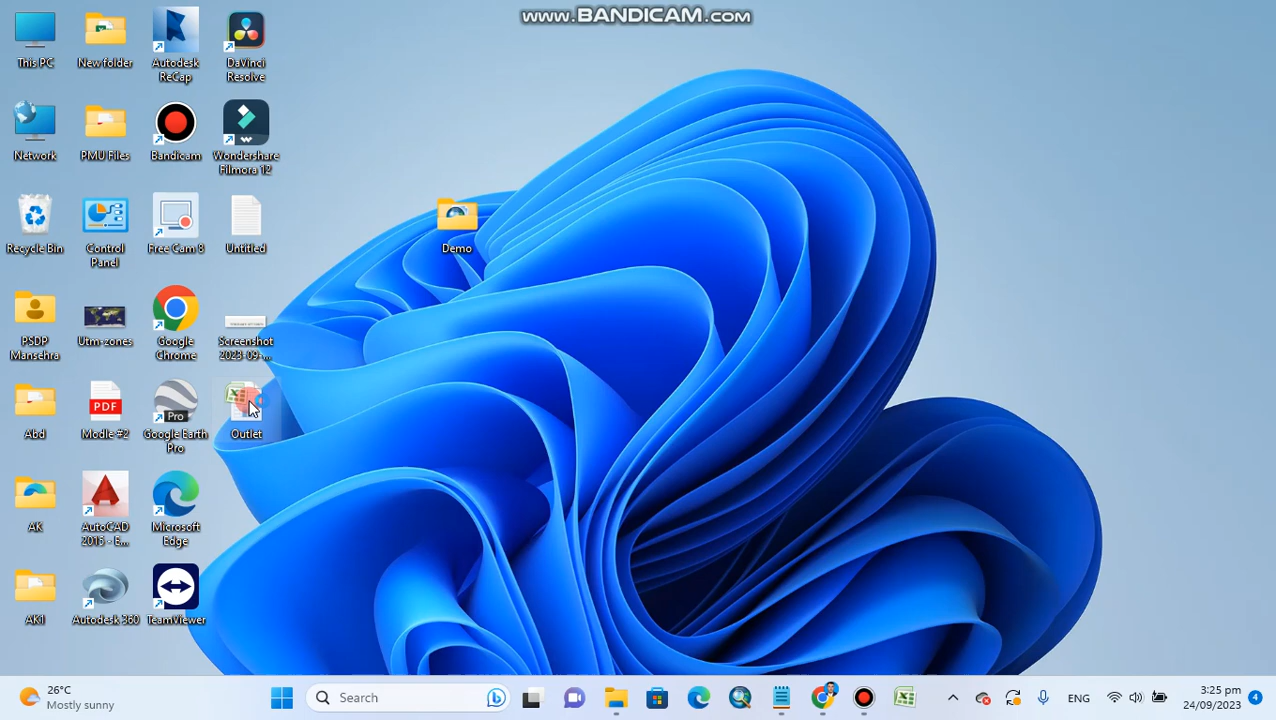 www.BANDICAM.com
This PC
New folder
Autodesk
ReCap
DaVinci
Resolve
Network
PMU Files
Bandicam
Wondershare
Filmora 12
Recycle Bin
Control
Panel
Free Cam 8
Untitled
PSDP
Mansehra
Utm-zones
Google
Chrome
Screenshot
2023-09-...
Demo
Abd
PDF
Modle #2
Pro
Google Earth
Pro
Outlet
AK
AutoCAD
2015 - E...
Microsoft
Edge
AKil
Autodesk 360
TeamViewer
26°C
Mostly sunny
Search
ENG
3:25 pm
24/09/2023
4